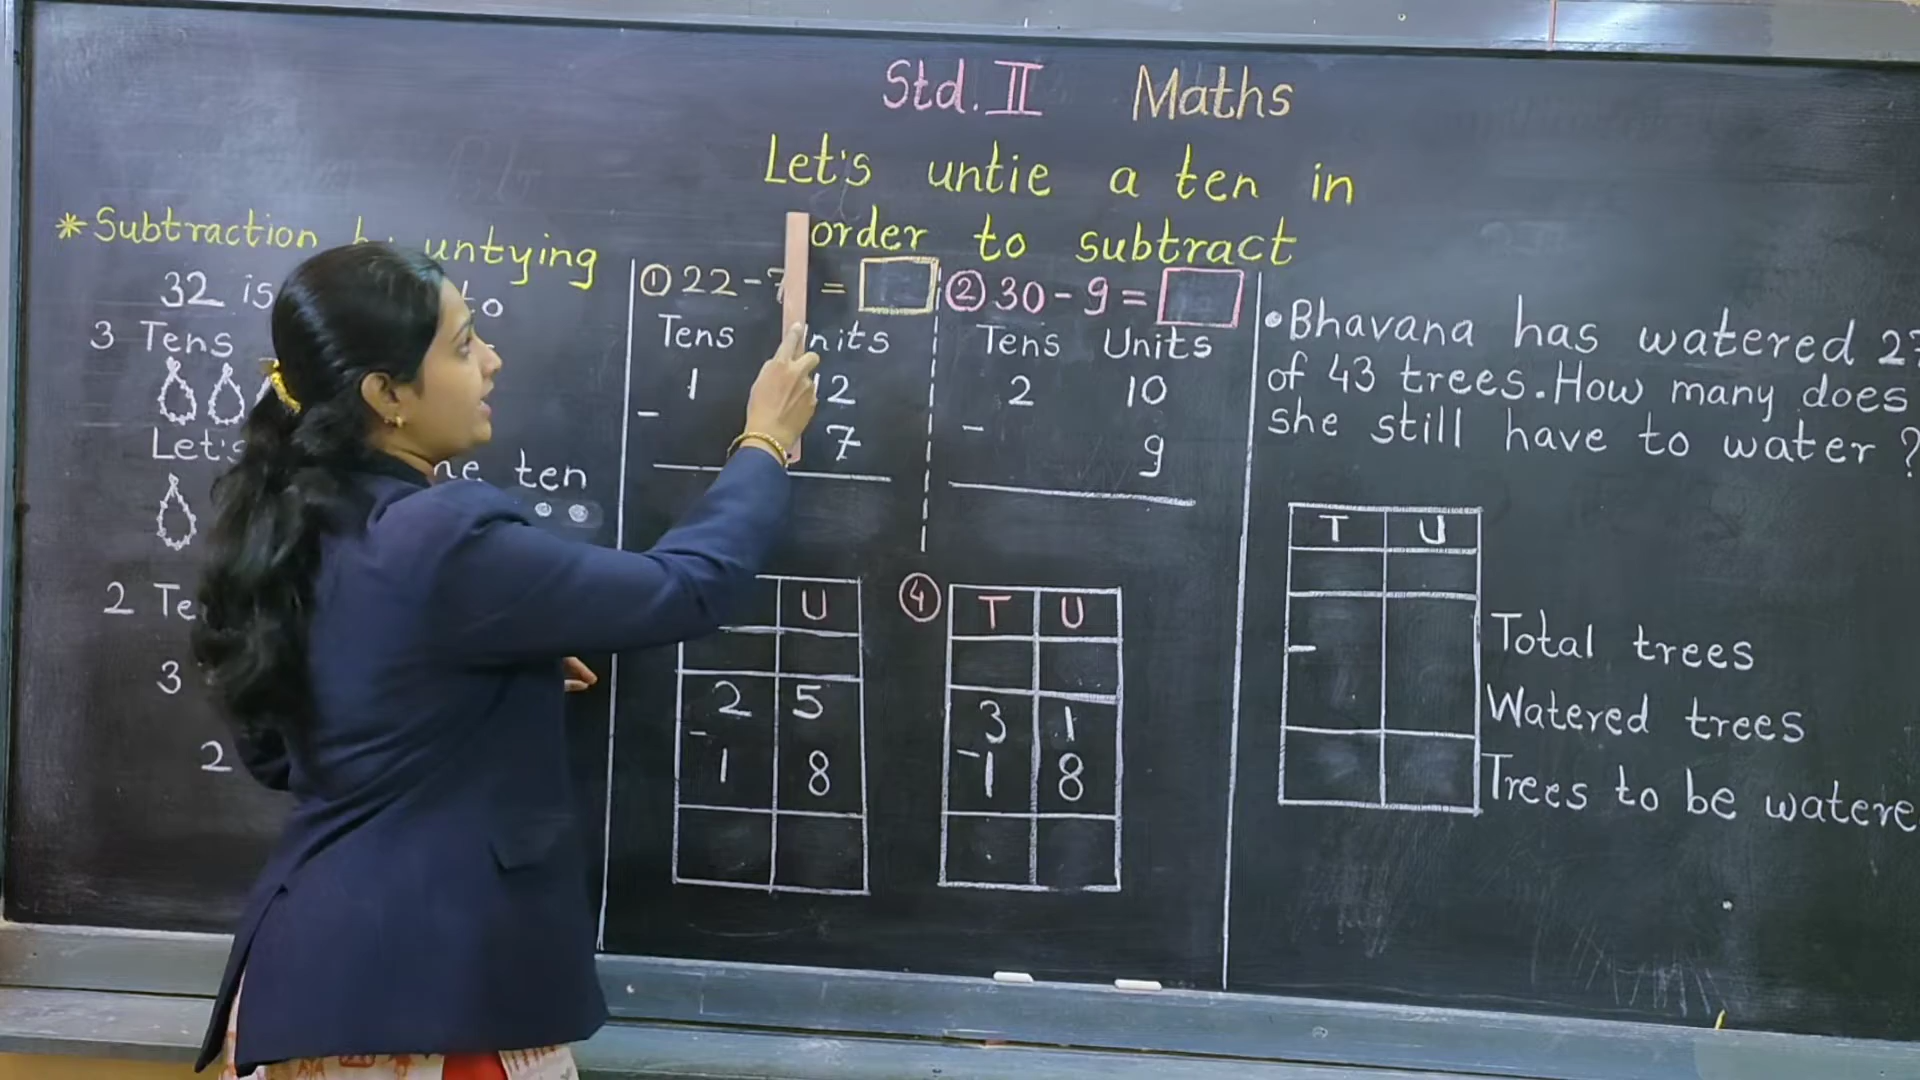 Std. II Maths
Let's untie a ten in
order to subtract
* Subtraction untying
32 is to
3 Tens
Let's ten
2
3
2
① 22 - 7 =
Tens Units
1 12
- 7
② 30 - 9 =
Tens Units
2 10
- 9
U
2 5
- 1 8
④
T U
3 1
- 1 8
• Bhavana has watered
of 43 trees. How many does
she still have to water ?
T U
- Total trees
Watered trees
Trees to be